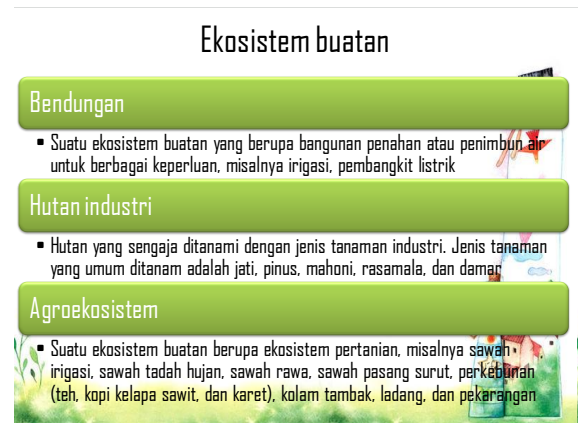 Ekosistem buatan
Bendungan
▪ Suatu ekosistem buatan yang berupa bangunan penahan atau penimbun air
untuk berbagai keperluan, misalnya irigasi, pembangkit listrik
Hutan industri
▪ Hutan yang sengaja ditanami dengan jenis tanaman industri. Jenis tanaman
yang umum ditanam adalah jati, pinus, mahoni, rasamala, dan damar
Agroekosistem
▪ Suatu ekosistem buatan berupa ekosistem pertanian, misalnya sawah
irigasi, sawah tadah hujan, sawah rawa, sawah pasang surut, perkebunan
(teh, kopi kelapa sawit, dan karet), kolam tambak, ladang, dan pekarangan